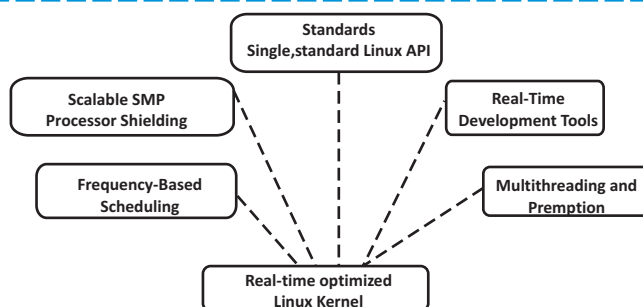 Standards
Single,standard Linux API
Scalable SMP
Processor Shielding
Real-Time
Development Tools
Frequency-Based
Scheduling
Multithreading and
Premption
Real-time optimized
Linux Kernel